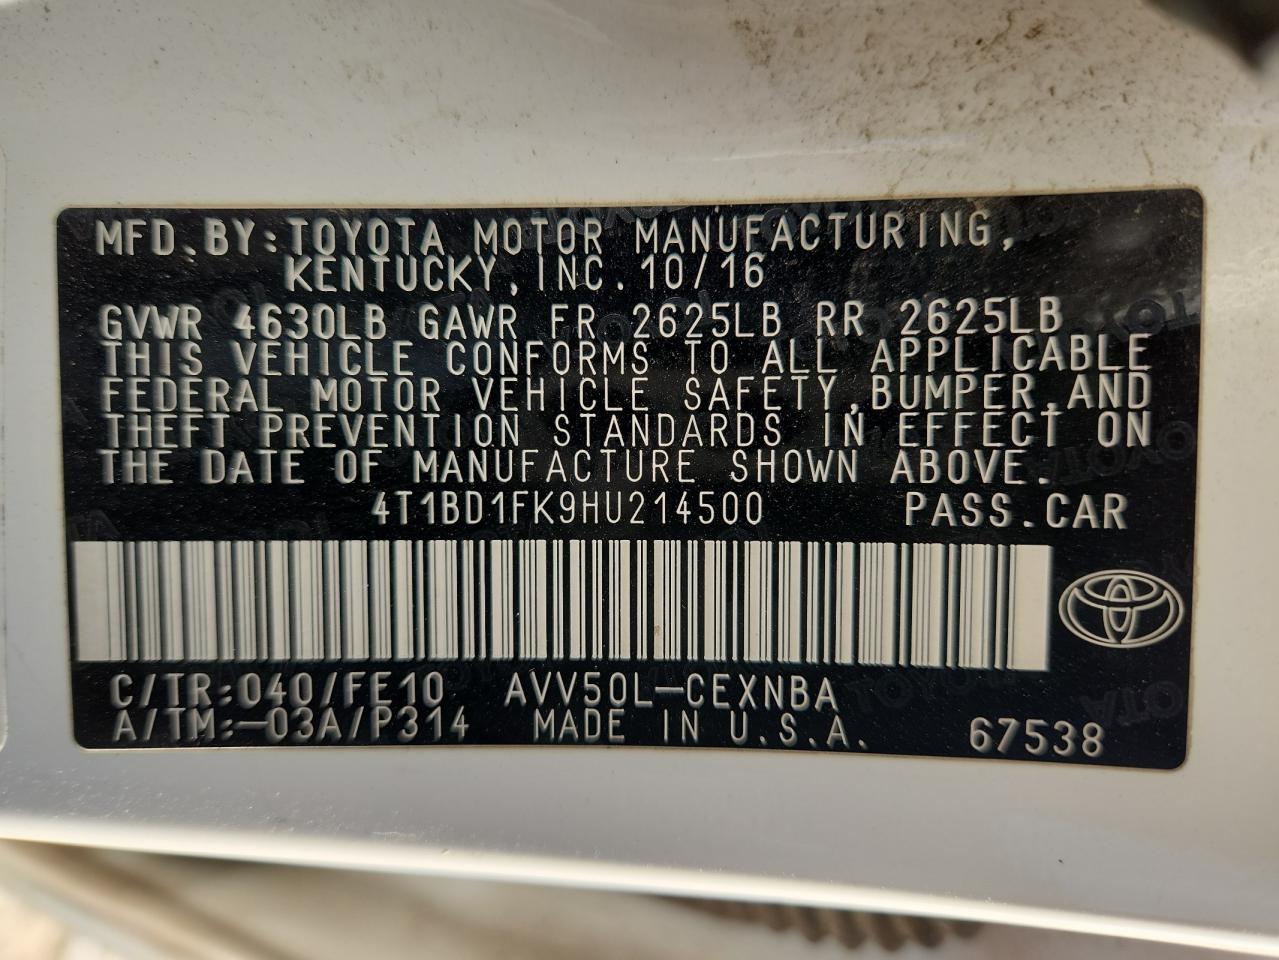 MFD.BY:TOYOTA MOTOR MANUFACTURING,
KENTUCKY,INC.10/16
GVWR 4630LB GAWR FR 2625LB RR 2625LB
THIS VEHICLE CONFORMS TO ALL APPLICABLE
FEDERAL MOTOR VEHICLE SAFETY,BUMPER,AND
THEFT PREVENTION STANDARDS IN EFFECT ON
THE DATE OF MANUFACTURE SHOWN ABOVE.
4T1BD1FK9HU214500 PASS.CAR
C/TR:040/FE10 AVV50L-CEXNBA
A/TM:-03A/P314 MADE IN U.S.A. 67538